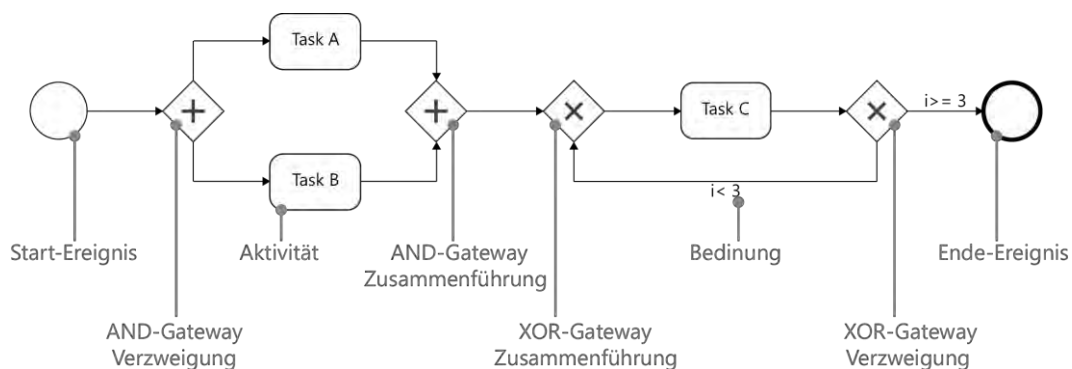 Task A
Task B
Task C
i>= 3
i< 3
Start-Ereignis
Aktivität
AND-Gateway
Zusammenführung
Bedinung
Ende-Ereignis
AND-Gateway
Verzweigung
XOR-Gateway
Zusammenführung
XOR-Gateway
Verzweigung